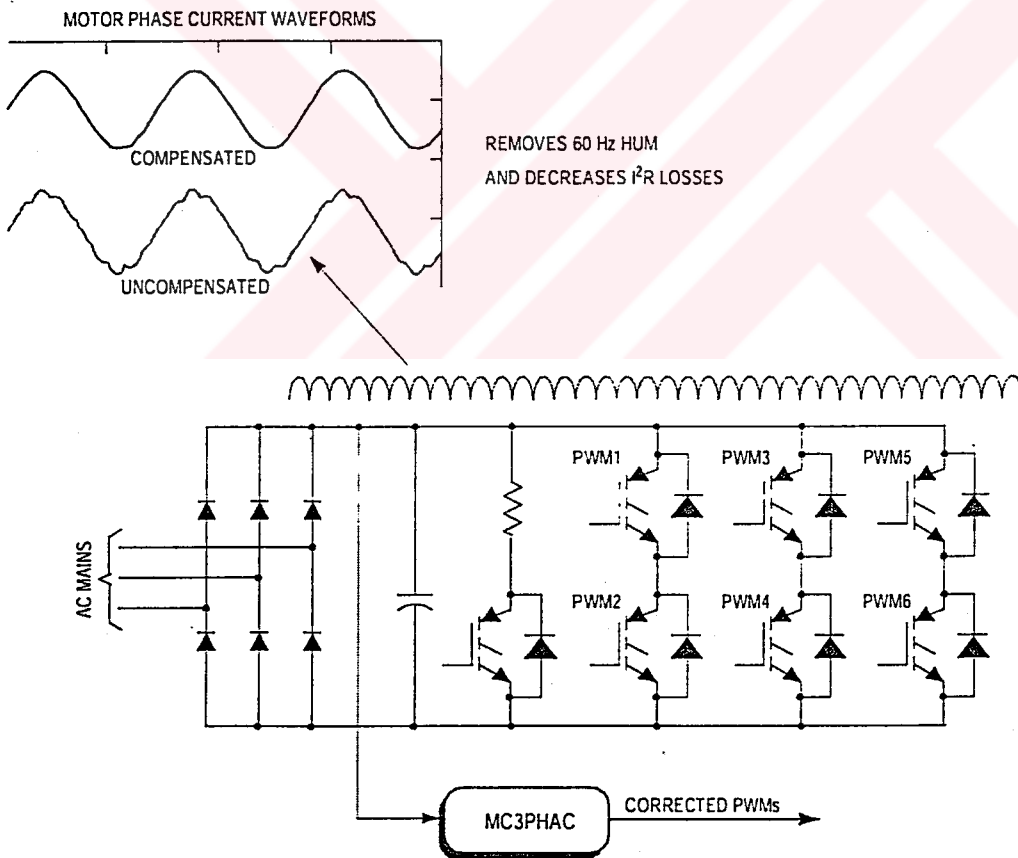 MOTOR PHASE CURRENT WAVEFORMS
COMPENSATED
REMOVES 60 Hz HUM
AND DECREASES I²R LOSSES
UNCOMPENSATED
PWM1
PWM3
PWM5
AC MAINS
PWM2
PWM4
PWM6
MC3PHAC
CORRECTED PWMs